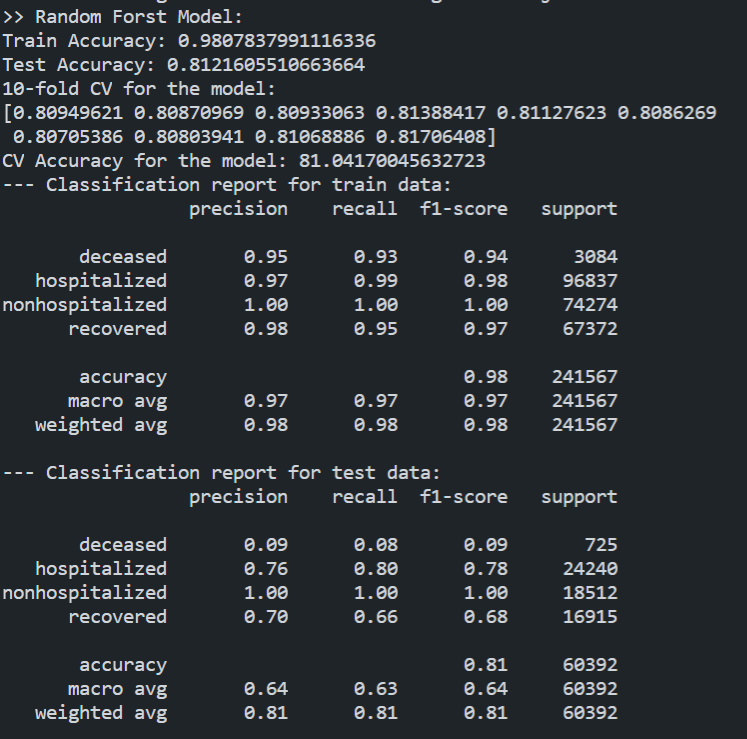 >> Random Forst Model:
Train Accuracy: 0.9807837991116336
Test Accuracy: 0.8121605510663664
10-fold CV for the model:
[0.80949621 0.80870969 0.80933063 0.81388417 0.81127623 0.8086269
0.80705386 0.80803941 0.81068886 0.81706408]
CV Accuracy for the model: 81.04170045632723
--- Classification report for train data:
precision recall f1-score support
deceased 0.95 0.93 0.94 3084
hospitalized 0.97 0.99 0.98 96837
nonhospitalized 1.00 1.00 1.00 74274
recovered 0.98 0.95 0.97 67372
accuracy 0.98 241567
macro avg 0.97 0.97 0.97 241567
weighted avg 0.98 0.98 0.98 241567
--- Classification report for test data:
precision recall f1-score support
deceased 0.09 0.08 0.09 725
hospitalized 0.76 0.80 0.78 24240
nonhospitalized 1.00 1.00 1.00 18512
recovered 0.70 0.66 0.68 16915
accuracy 0.81 60392
macro avg 0.64 0.63 0.64 60392
weighted avg 0.81 0.81 0.81 60392